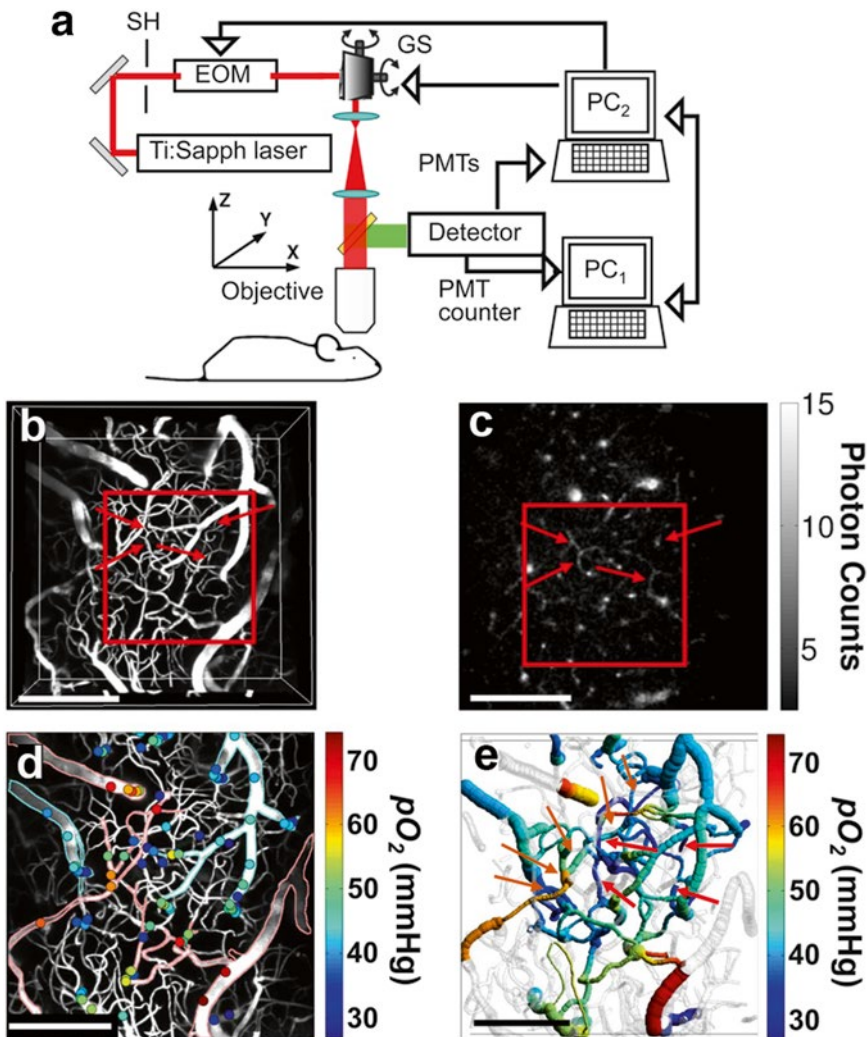 a
SH
GS
EOM
PC2
Ti:Sapph laser
PMTs
Z
Y
X
Detector
Objective
PMT
counter
PC1
b
c
15
10
5
Photon Counts
d
70
60
50
40
30
pO2 (mmHg)
e
70
60
50
40
30
pO2 (mmHg)